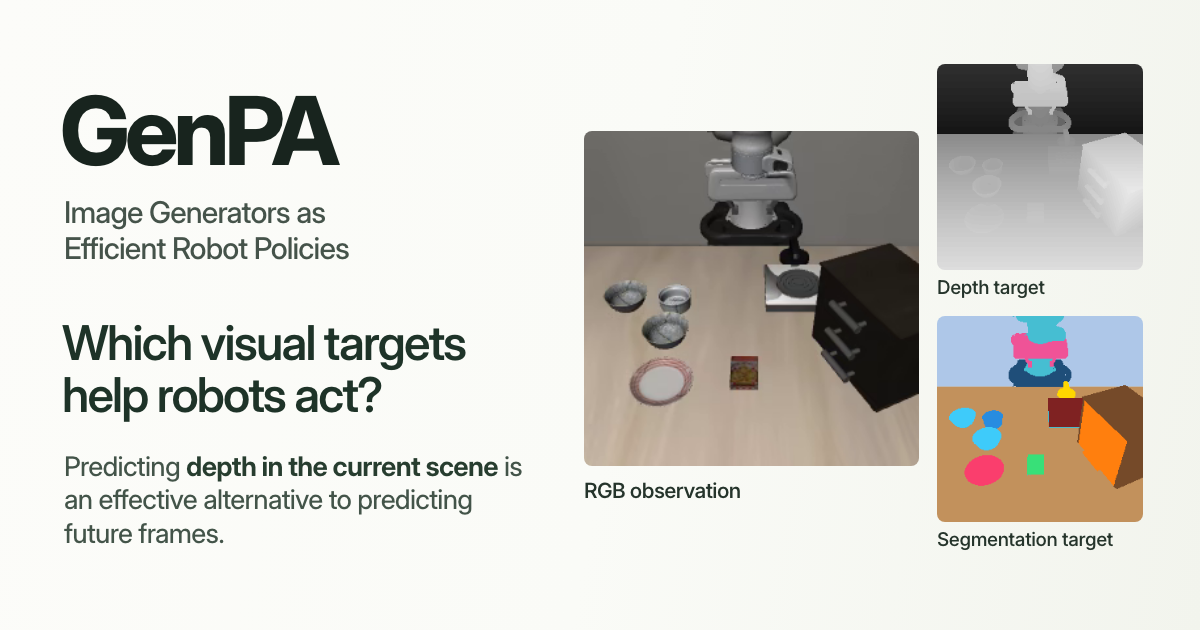 GenPA
Image Generators as
Efficient Robot Policies
Which visual targets
help robots act?
Predicting depth in the current scene is
an effective alternative to predicting
future frames.
RGB observation
Depth target
Segmentation target